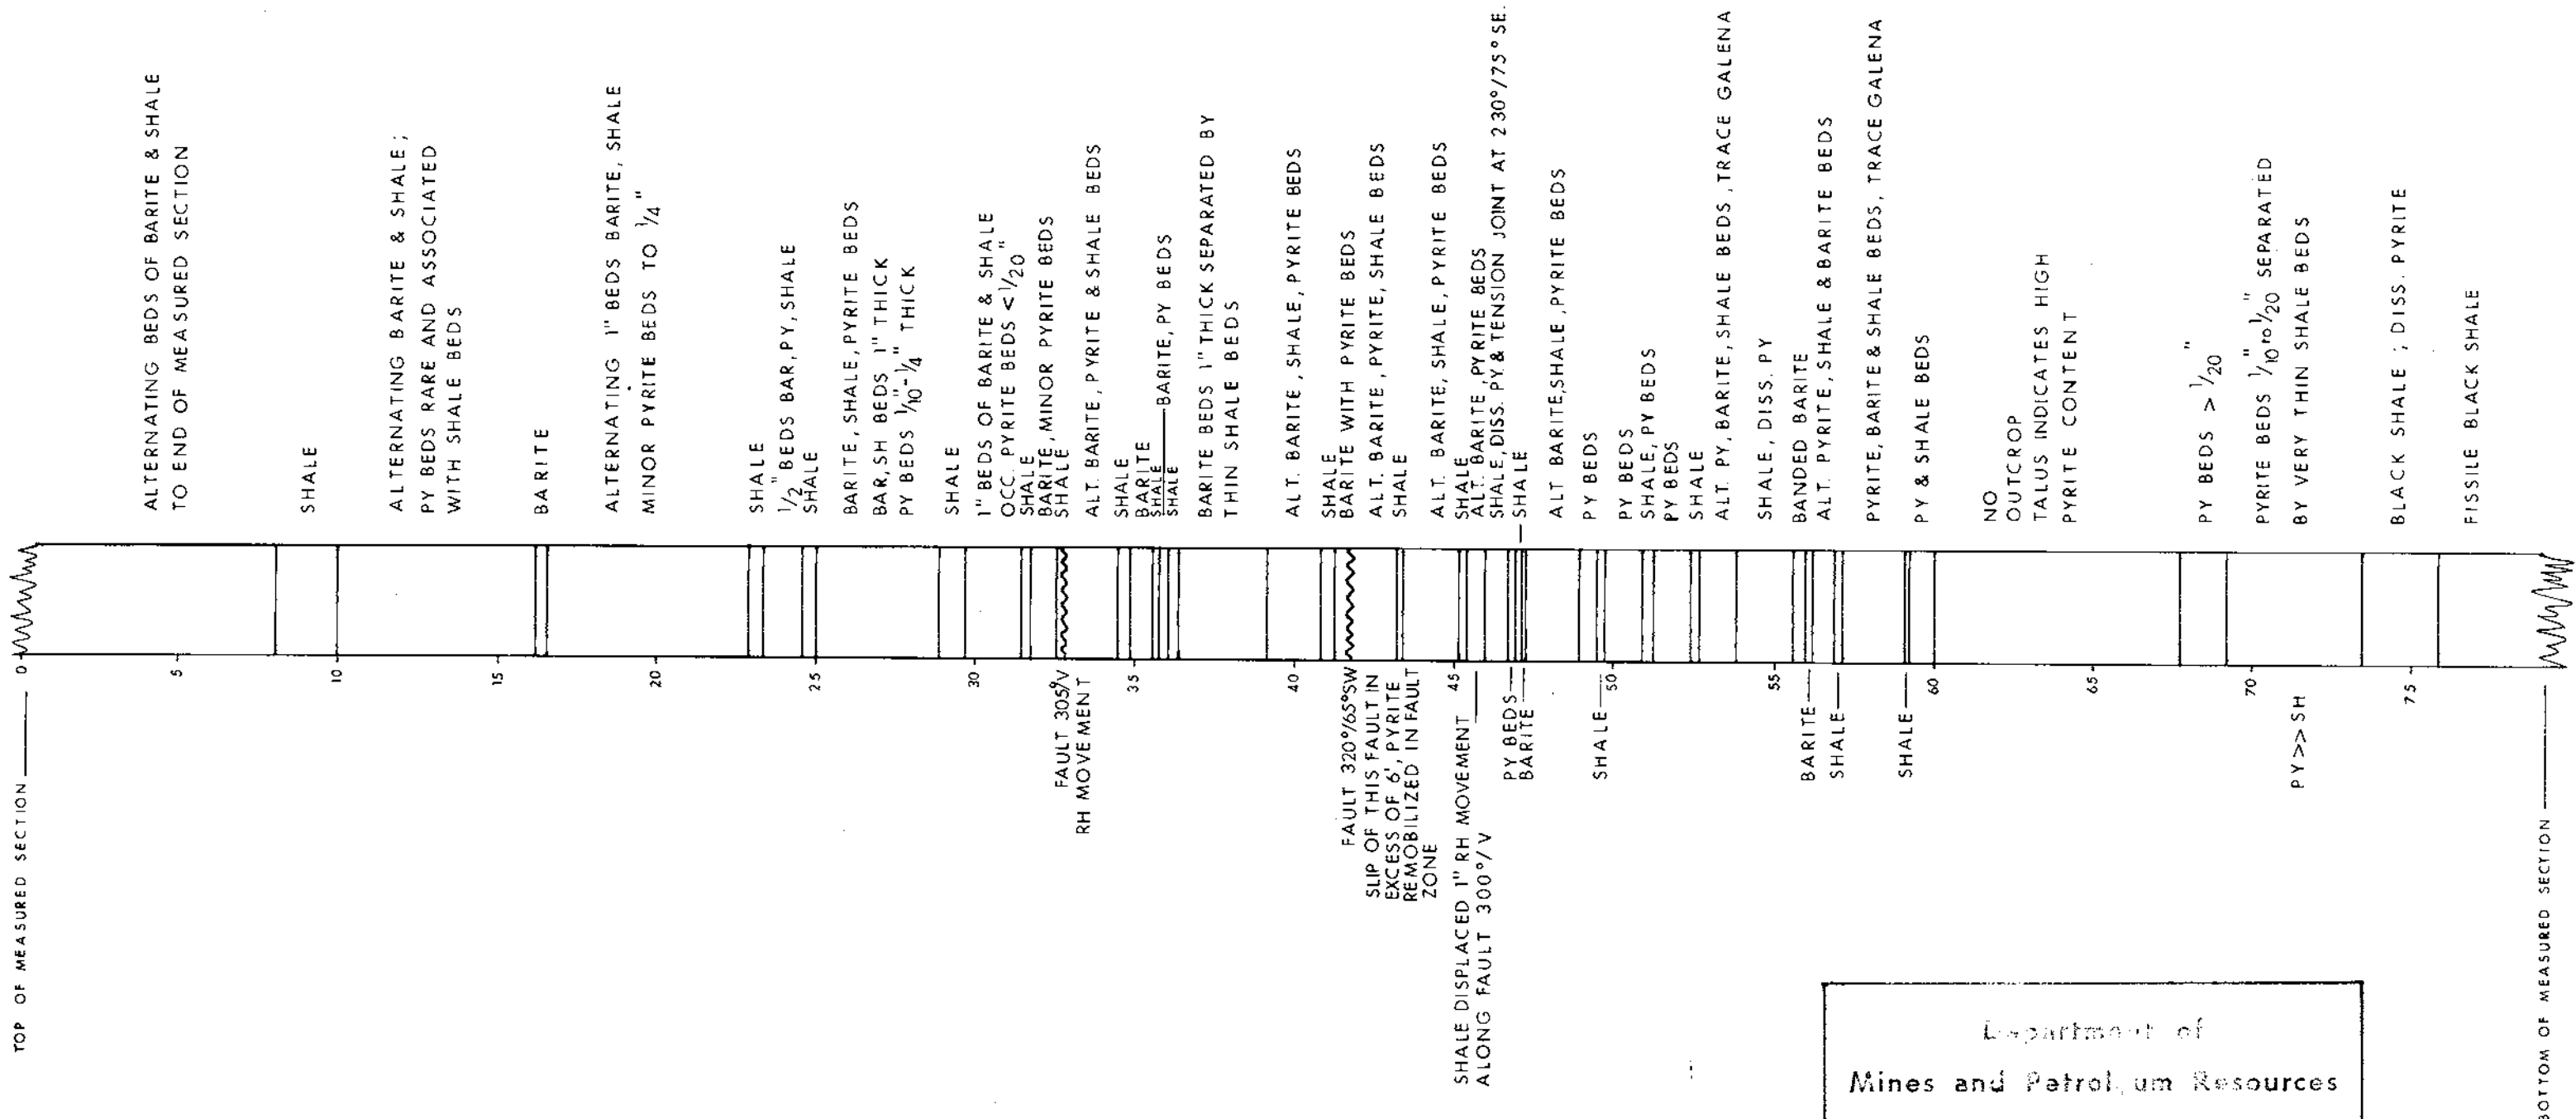 TOP OF MEASURED SECTION
ALTERNATING BEDS OF BARITE & SHALE
TO END OF MEASURED SECTION
SHALE
ALTERNATING BARITE & SHALE;
PY BEDS RARE AND ASSOCIATED
WITH SHALE BEDS
BARITE
ALTERNATING 1" BEDS BARITE, SHALE
MINOR PYRITE BEDS TO 1/4"
SHALE
1/2" BEDS BAR, PY, SHALE
SHALE
BARITE, SHALE, PYRITE BEDS
BAR, SH BEDS 1" THICK
PY BEDS 1/10"-1/4" THICK
SHALE
1" BEDS OF BARITE & SHALE
OCC. PYRITE BEDS <1/20"
SHALE
BARITE, MINOR PYRITE BEDS
SHALE
ALT. BARITE, PYRITE & SHALE BEDS
SHALE
BARITE
SHALE
BARITE, PY BEDS
SHALE
BARITE BEDS 1" THICK SEPARATED BY
THIN SHALE BEDS
ALT. BARITE, SHALE, PYRITE BEDS
SHALE
BARITE WITH PYRITE BEDS
ALT. BARITE, PYRITE, SHALE BEDS
SHALE
ALT. BARITE, SHALE, PYRITE BEDS
SHALE
ALT. BARITE, PYRITE BEDS
SHALE, DISS. PY & TENSION JOINT AT 230°/75° SE.
SHALE
ALT BARITE, SHALE, PYRITE BEDS
PY BEDS
PY BEDS
SHALE, PY BEDS
PY BEDS
SHALE
ALT. PY, BARITE, SHALE BEDS, TRACE GALENA
SHALE, DISS. PY
BANDED BARITE
ALT. PYRITE, SHALE & BARITE BEDS
PYRITE, BARITE & SHALE BEDS, TRACE GALENA
PY & SHALE BEDS
NO
OUTCROP
TALUS INDICATES HIGH
PYRITE CONTENT
PY BEDS > 1/20"
PYRITE BEDS 1/10" to 1/20" SEPARATED
BY VERY THIN SHALE BEDS
BLACK SHALE ; DISS. PYRITE
FISSILE BLACK SHALE
0
5
10
15
20
25
30
35
40
45
50
55
60
65
70
75
FAULT 305°/V
RH MOVEMENT
FAULT 320°/65°SW
SLIP OF THIS FAULT IN
EXCESS OF 6', PYRITE
REMOBILIZED IN FAULT
ZONE
SHALE DISPLACED 1" RH MOVEMENT
ALONG FAULT 300°/V
PY BEDS
BARITE
SHALE
BARITE
SHALE
SHALE
PY>>SH
BOTTOM OF MEASURED SECTION
Department of
Mines and Petrol um Resources